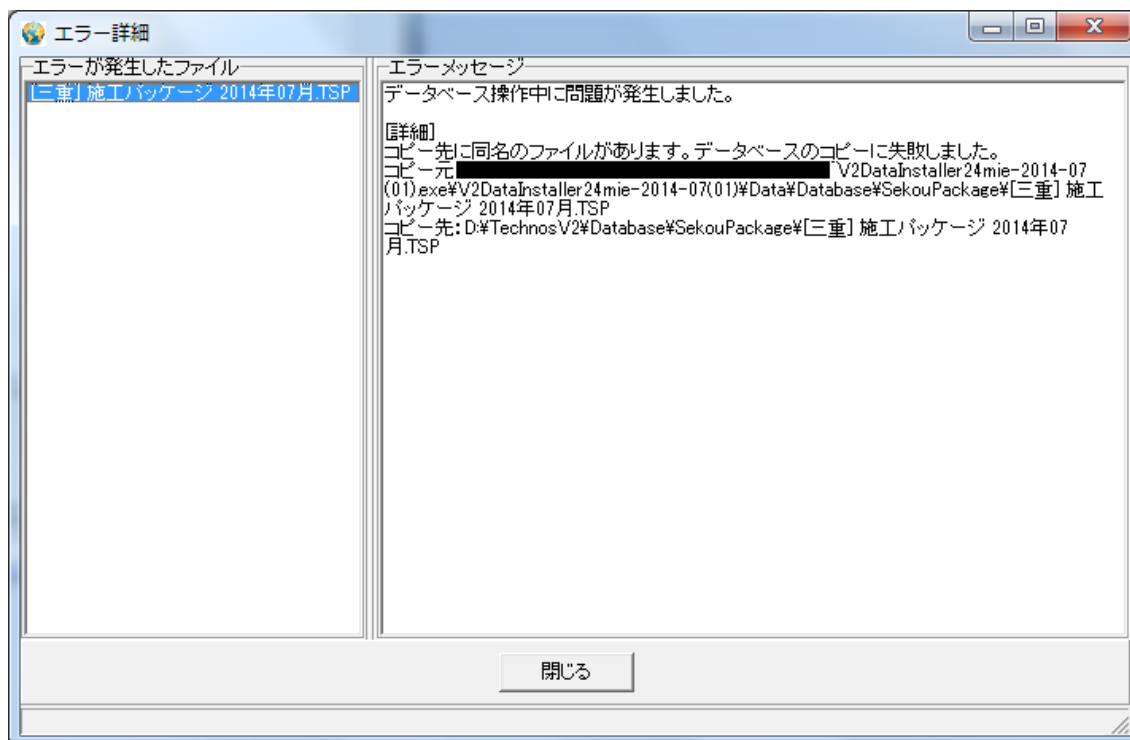 エラー詳細
エラーが発生したファイル
[三重] 施工パッケージ 2014年07月.TSP
エラーメッセージ
データベース操作中に問題が発生しました。
[詳細]
コピー先に同名のファイルがあります。データベースのコピーに失敗しました。
コピー元 V2DataInstaller24mie-2014-07
(01).exe¥V2DataInstaller24mie-2014-07(01)¥Data¥Database¥SekouPackage¥[三重] 施工
パッケージ 2014年07月.TSP
コピー先：D:¥TechnosV2¥Database¥SekouPackage¥[三重] 施工パッケージ 2014年07
月.TSP
閉じる